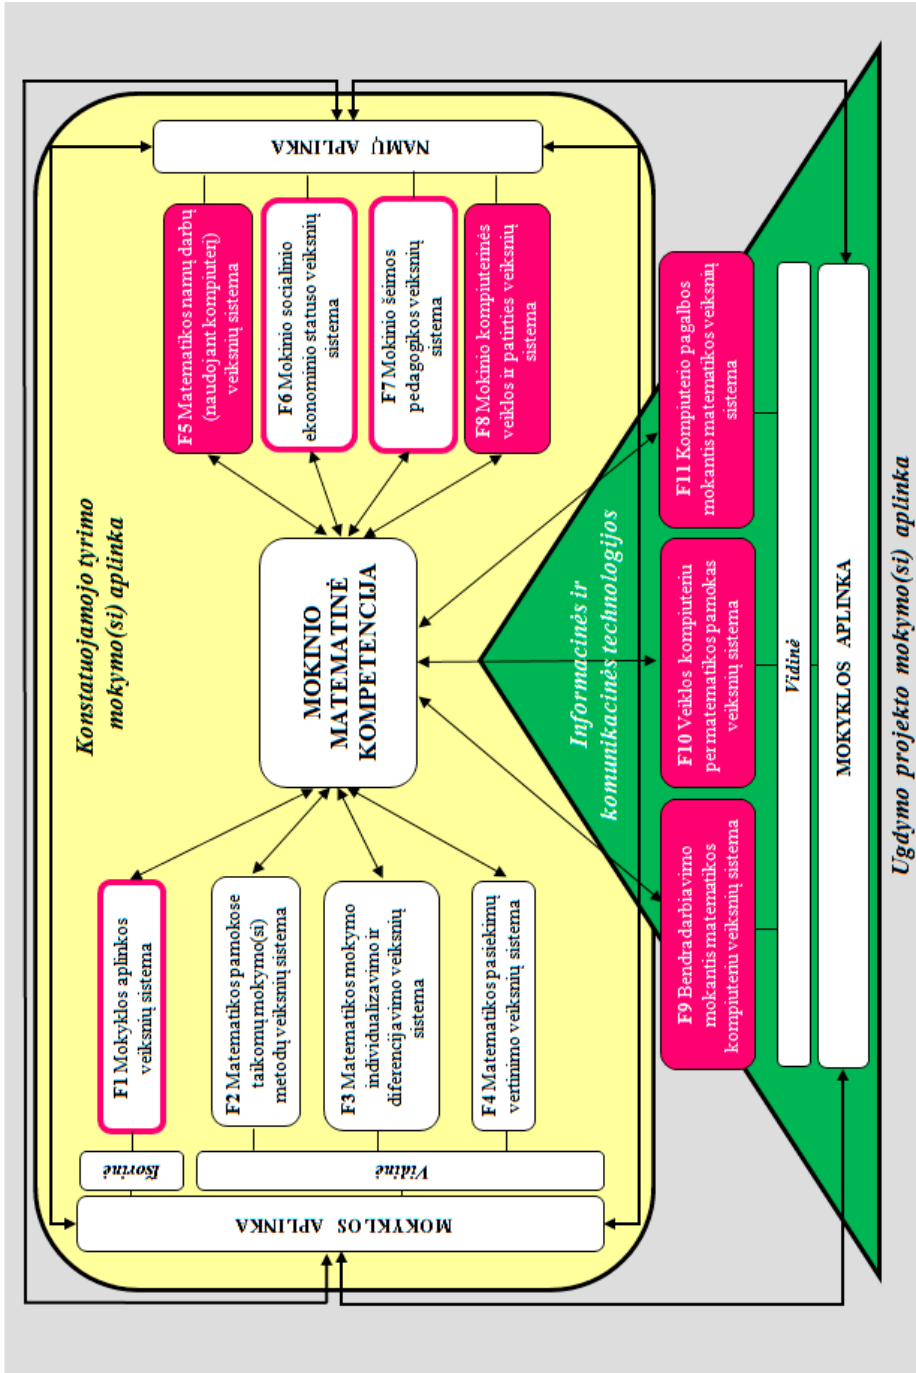 Konstatuojamojo tyrimo
mokymo(si) aplinka
MOKYKLOS APLINKA
Išorinė
Vidinė
F1 Mokyklos aplinkos
veiksnių sistema
F2 Matematikos pamokose
taikomų mokymo(si)
metodų veiksnių sistema
F3 Matematikos mokymo
individualizavimo ir
diferencijavimo veiksnių
sistema
F4 Matematikos pasiekimų
vertinimo veiksnių sistema
MOKINIO
MATEMATINĖ
KOMPETENCIJA
F5 Matematikos namų darbų
(naudojant kompiuterį)
veiksnių sistema
F6 Mokinio socialinio
ekonominio statuso veiksnių
sistema
F7 Mokinio šeimos
pedagogikos veiksnių
sistema
F8 Mokinio kompiuterinės
veiklos ir patirties veiksnių
sistema
NAMŲ APLINKA
Informacinės ir
komunikacinės technologijos
F9 Bendradarbiavimo
mokantis matematikos
kompiuteriu veiksnių sistema
F10 Veiklos kompiuteriu
per matematikos pamokas
veiksnių sistema
F11 Kompiuterio pagalbos
mokantis matematikos veiksnių
sistema
Vidinė
MOKYKLOS APLINKA
Ugdymo projekto mokymo(si) aplinka